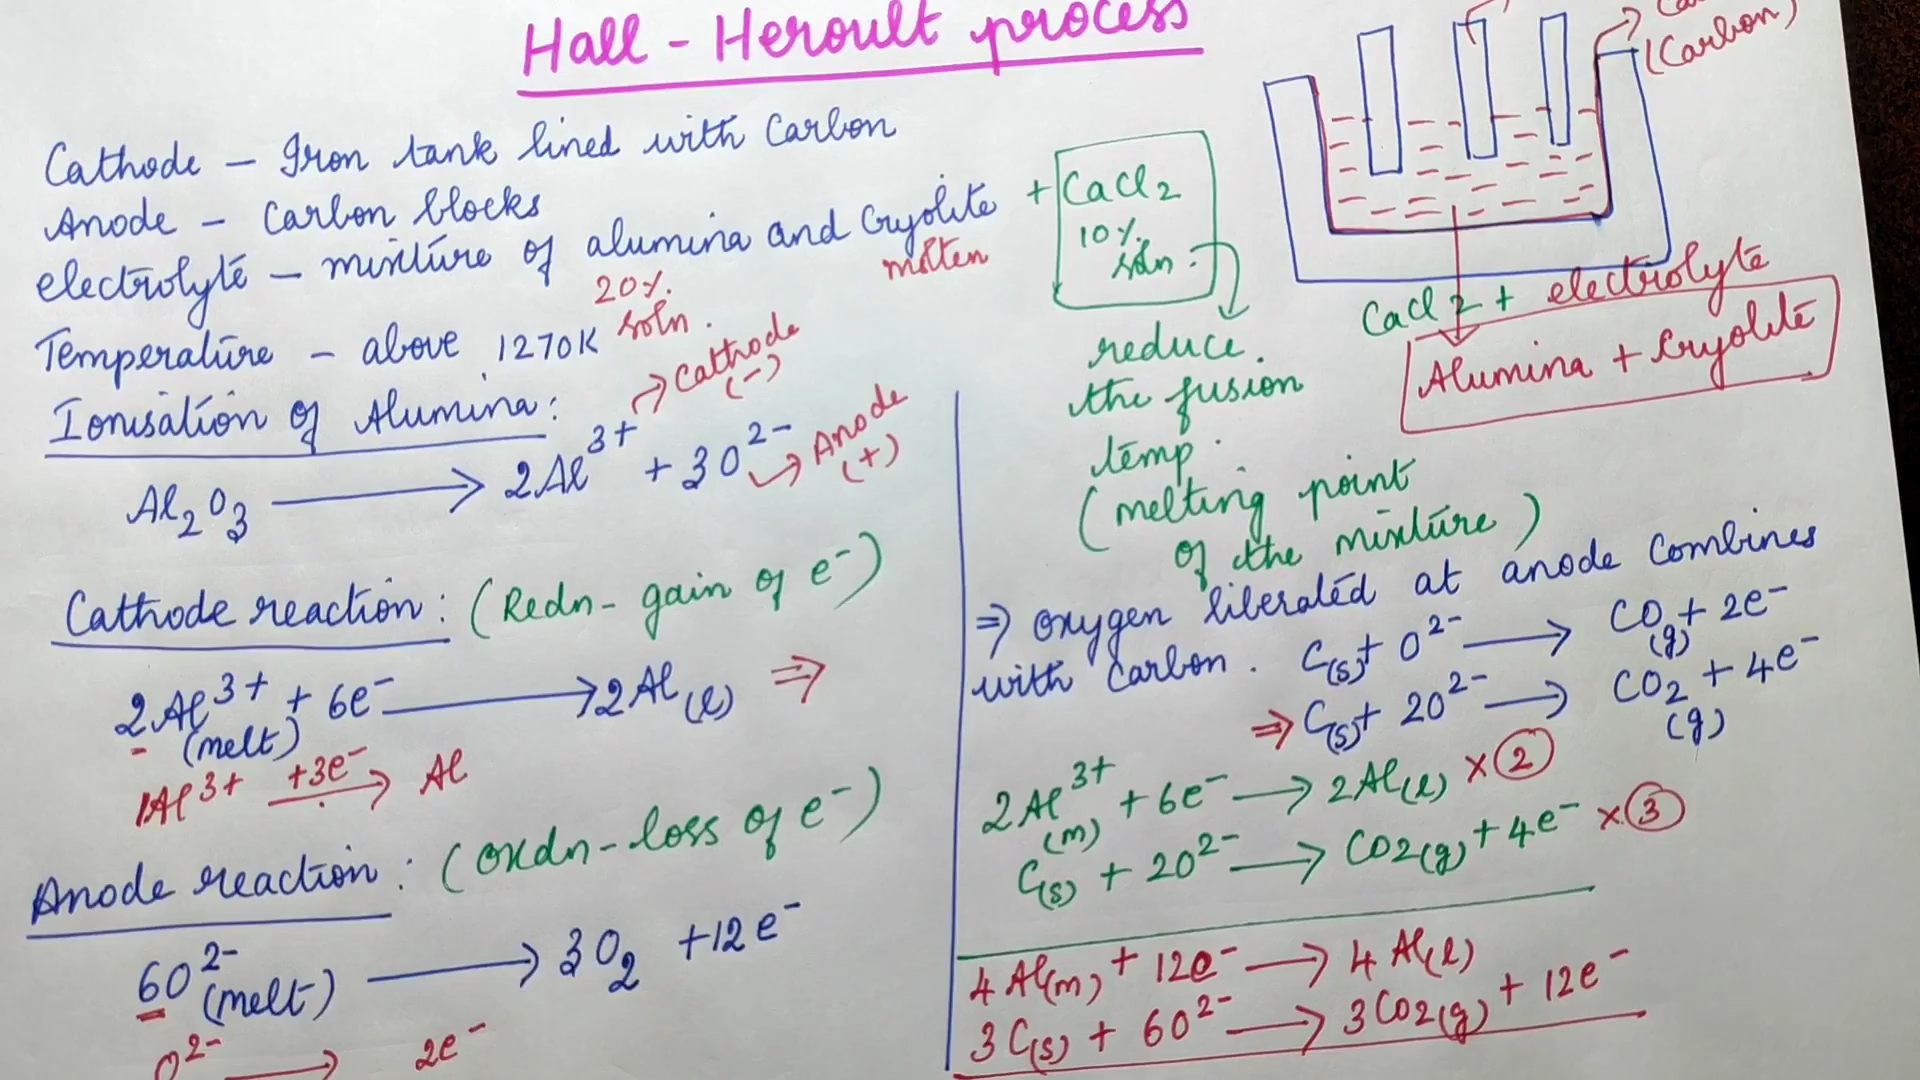 Hall - Heroult process
Cathode – Iron tank lined with Carbon
Anode – Carbon blocks
electrolyte – mixture of alumina and Cryolite + CaCl2
20%
soln.
molten
10%
soln.
Temperature – above 1270K
reduce
the fusion
temp.
(melting point
of the mixture)
(Carbon)
CaCl2 + electrolyte
Alumina + Cryolite
Ionisation of Alumina:
Al2O3 ⟶ 2Al3+ + 3O2-
→ Cathode
(-)
→ Anode
(+)
Cathode reaction: (Redn - gain of e-)
2Al3+ + 6e- ⟶ 2Al(l) ⇒
(melt)
1Al3+ +3e- → Al
Anode reaction: (Oxdn - loss of e-)
6O2- (melt) ⟶ 3O2 + 12e-
O2- ⟶ 2e-
⇒ oxygen liberated at anode combines
with carbon. C(s) + O2- ⟶ CO(g) + 2e-
⇒ C(s) + 2O2- ⟶ CO2 + 4e-
(g)
2Al3+ + 6e- ⟶ 2Al(l) × 2
(m)
C(s) + 2O2- ⟶ CO2(g) + 4e- × 3
4Al(m) + 12e- ⟶ 4Al(l)
3C(s) + 6O2- ⟶ 3CO2(g) + 12e-